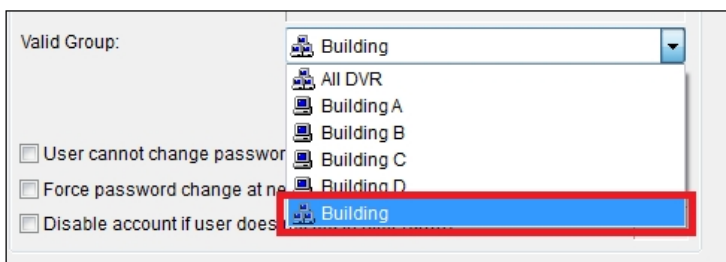 Valid Group:
Building
All DVR
Building A
Building B
Building C
Building D
Building
User cannot change passwor
Force password change at ne
Disable account if user does